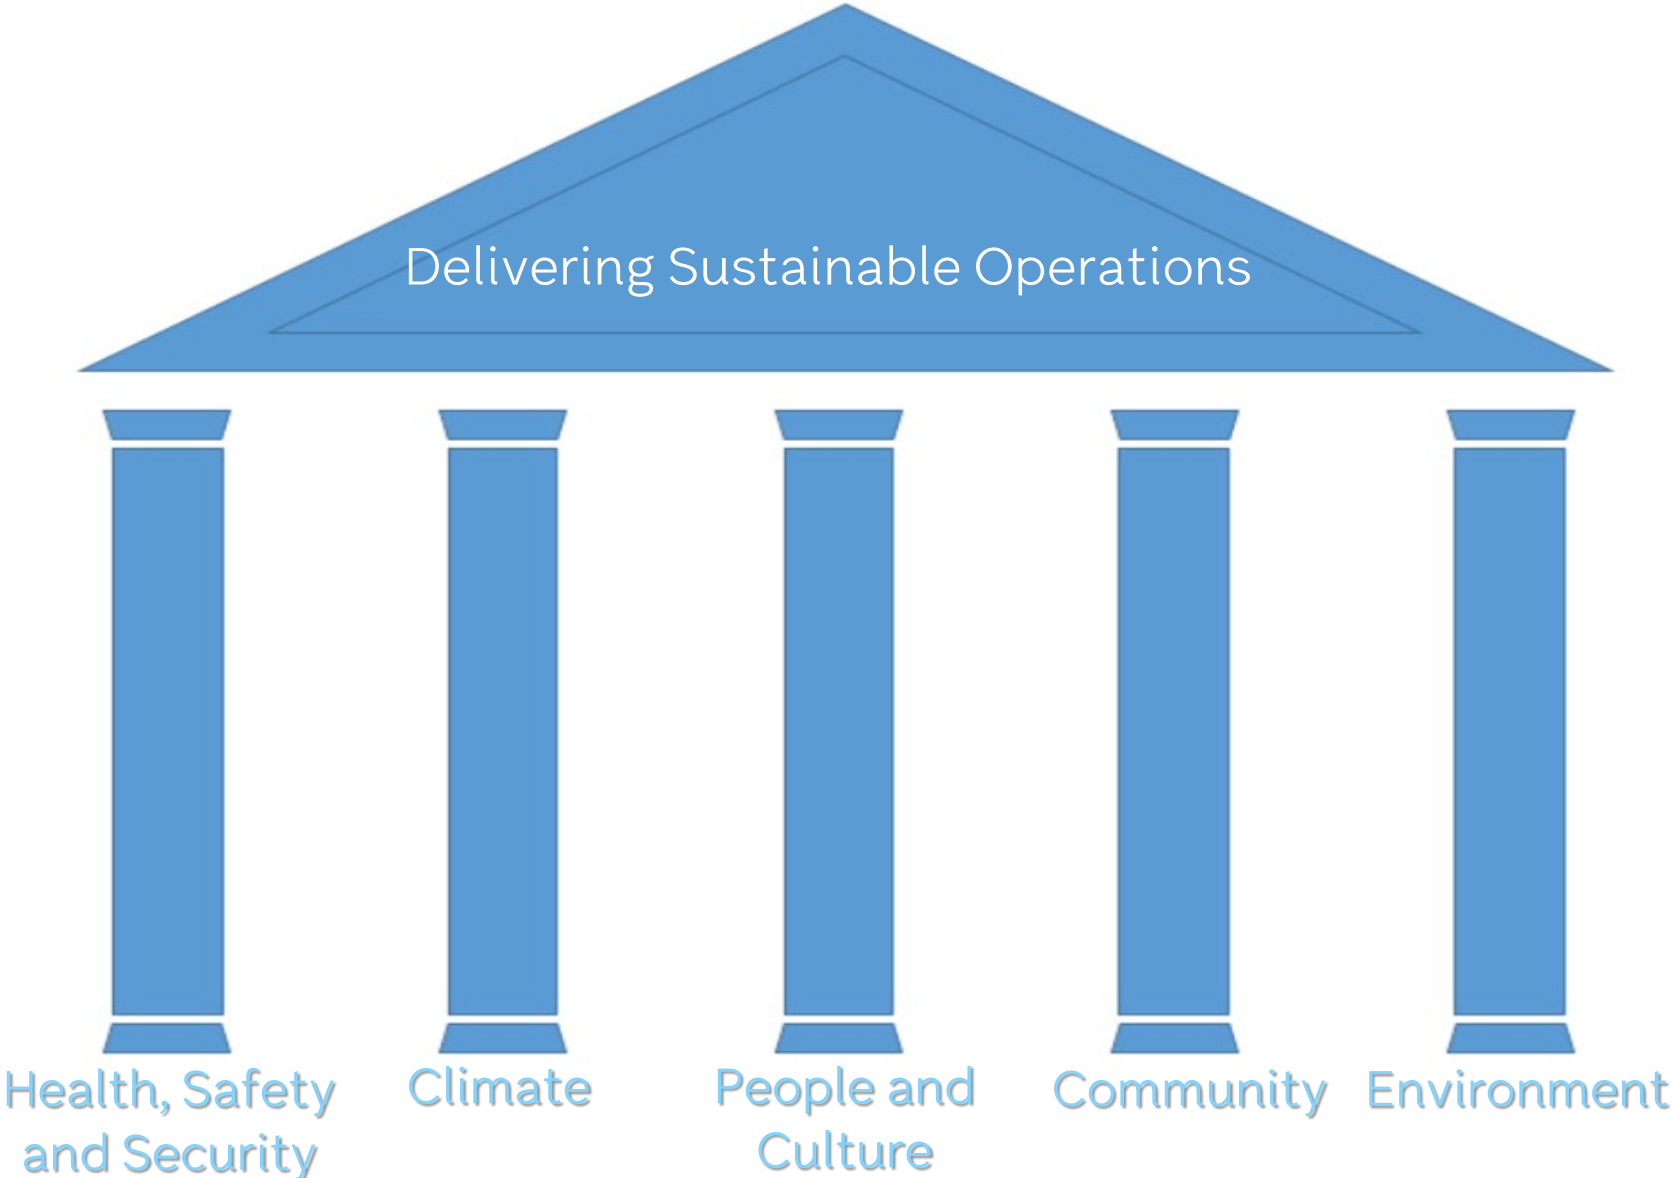 Delivering Sustainable Operations
Health, Safety
and Security
Climate
People and
Culture
Community
Environment